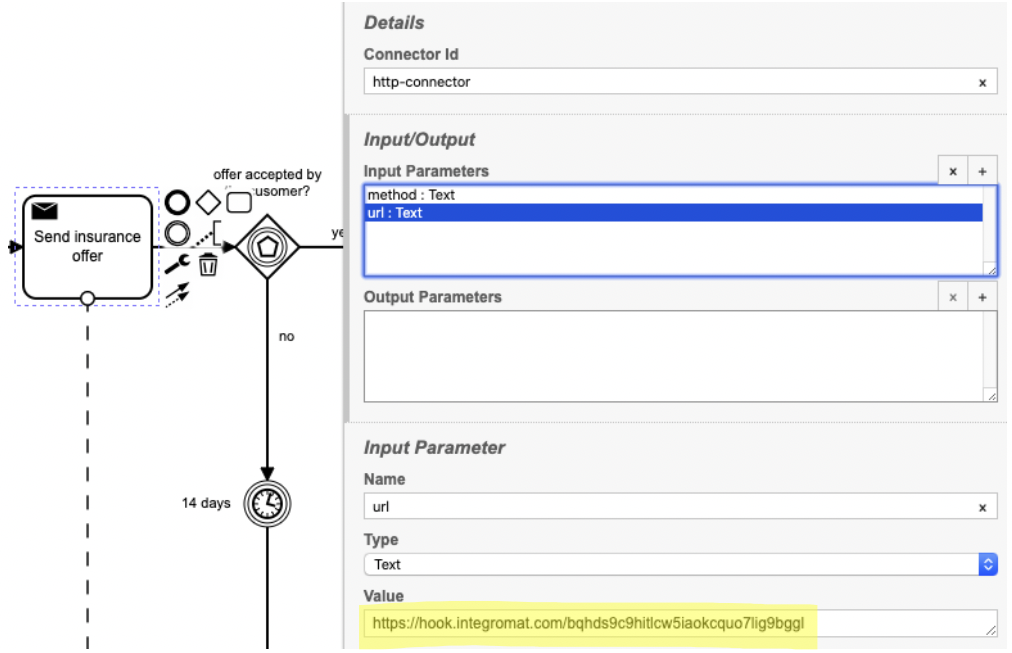 Details
Connector Id
http-connector
x
Input/Output
Input Parameters
x
+
method : Text
url : Text
Output Parameters
x
+
Input Parameter
Name
url
x
Type
Text
Value
https://hook.integromat.com/bqhds9c9hitlcw5iaokcquo7lig9bggl
Send insurance
offer
offer accepted by
usomer?
ye
no
14 days